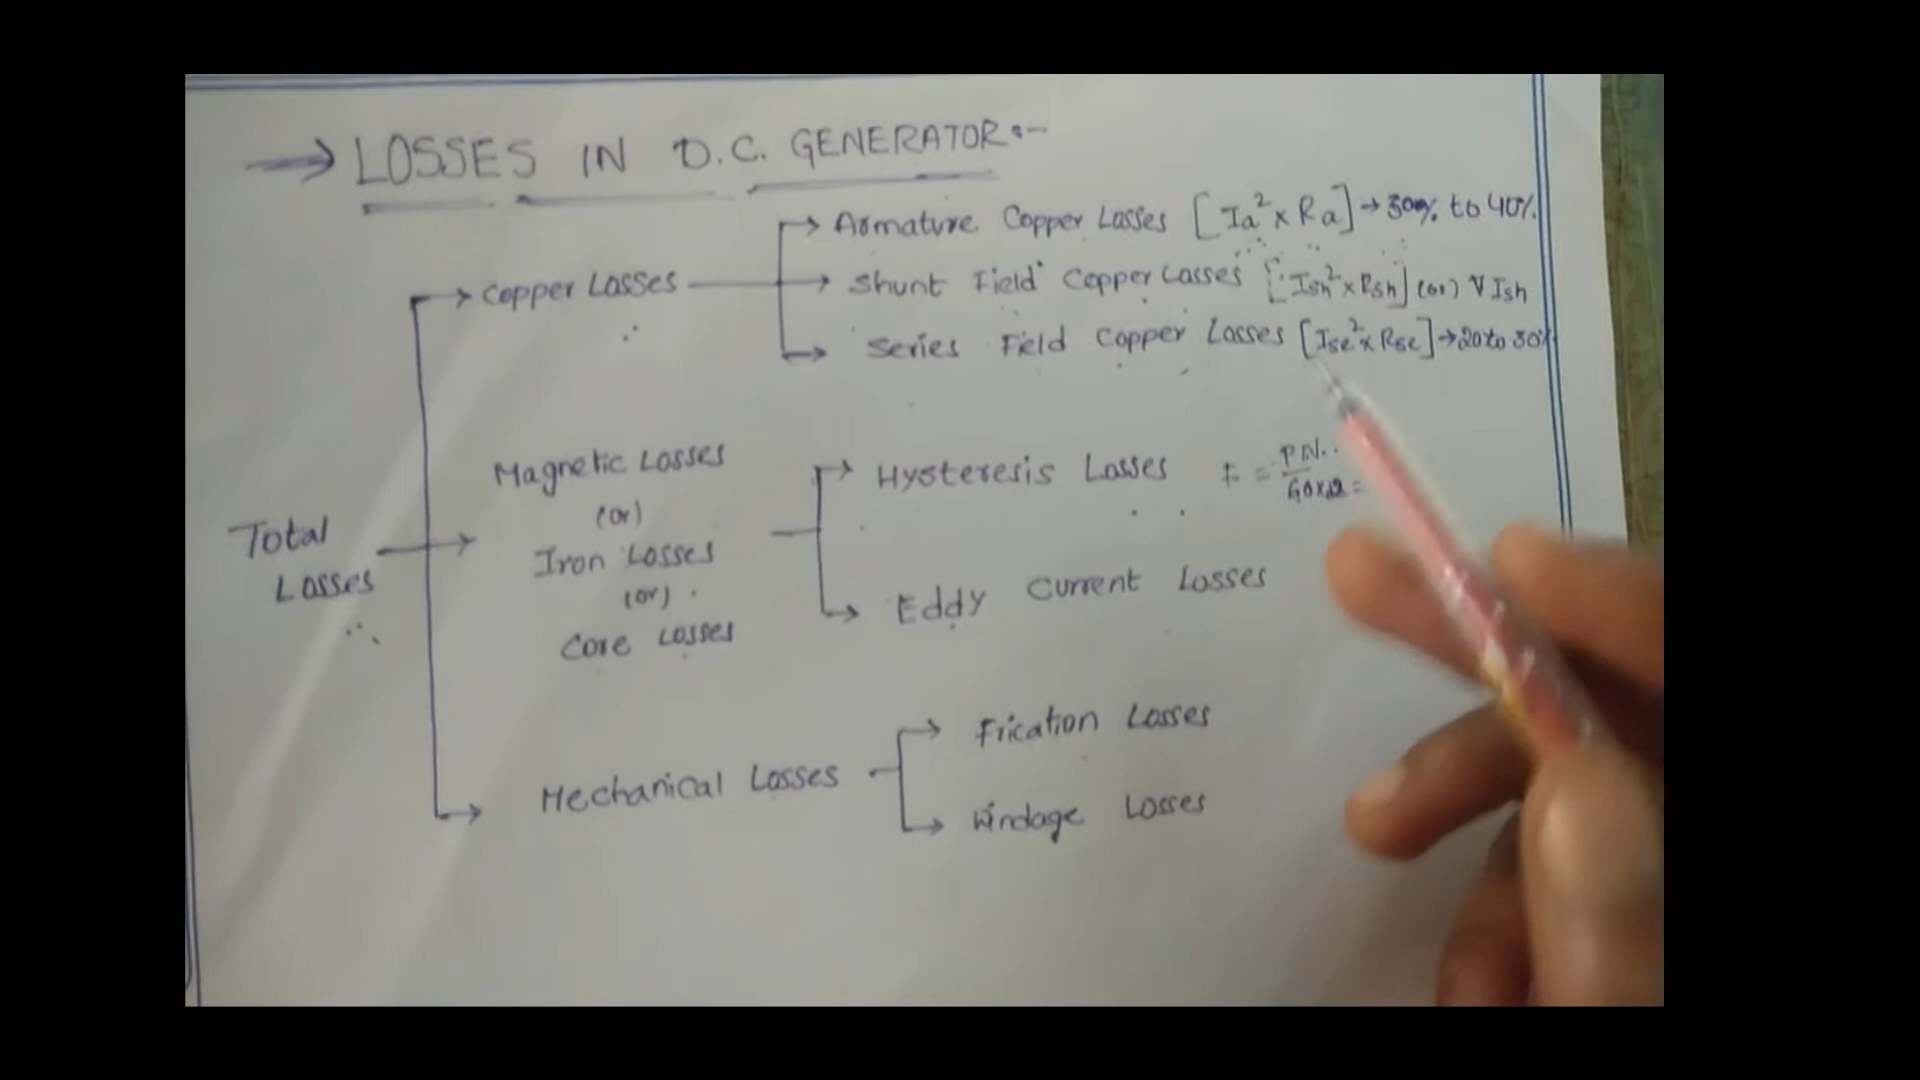 → LOSSES IN D.C. GENERATOR:-
→ Armature Copper Losses [Ia² × Ra] → 30% to 40%
→ Copper Losses
→ Shunt Field Copper Losses [Ish² × Rsh] (or) V Ish
→ Series Field Copper Losses [Ise² × Rse] → 20 to 30%
Magnetic Losses
(or)
Iron Losses
(or)
Core Losses
→ Hysteresis Losses F = PN
→ Eddy Current Losses
Total
Losses
→ Frication Losses
→ Mechanical Losses
→ Windage Losses